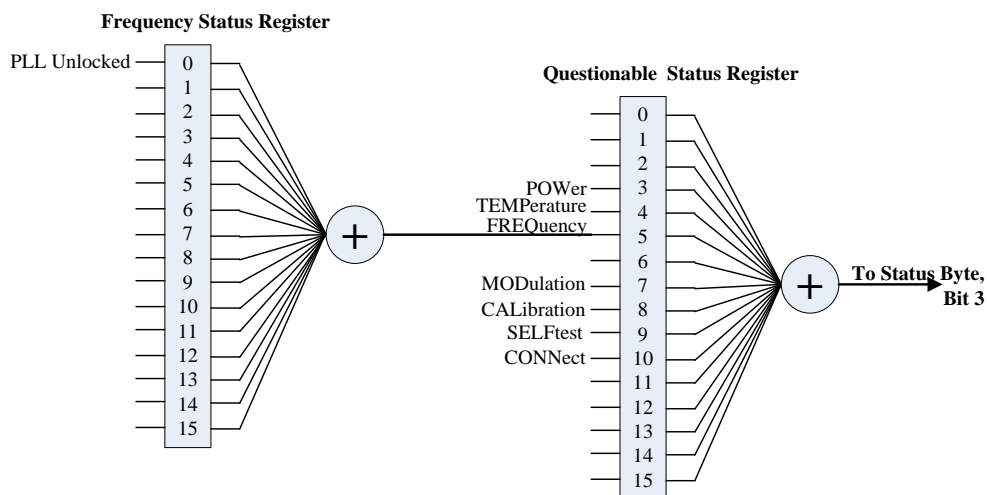 Frequency Status Register
PLL Unlocked
0
1
2
3
4
5
6
7
8
9
10
11
12
13
14
15
+
Questionable Status Register
0
1
2
POWer 3
TEMPerature 4
FREQuency 5
6
MODulation 7
CALibration 8
SELFtest 9
CONNect 10
11
12
13
14
15
+
To Status Byte,
Bit 3